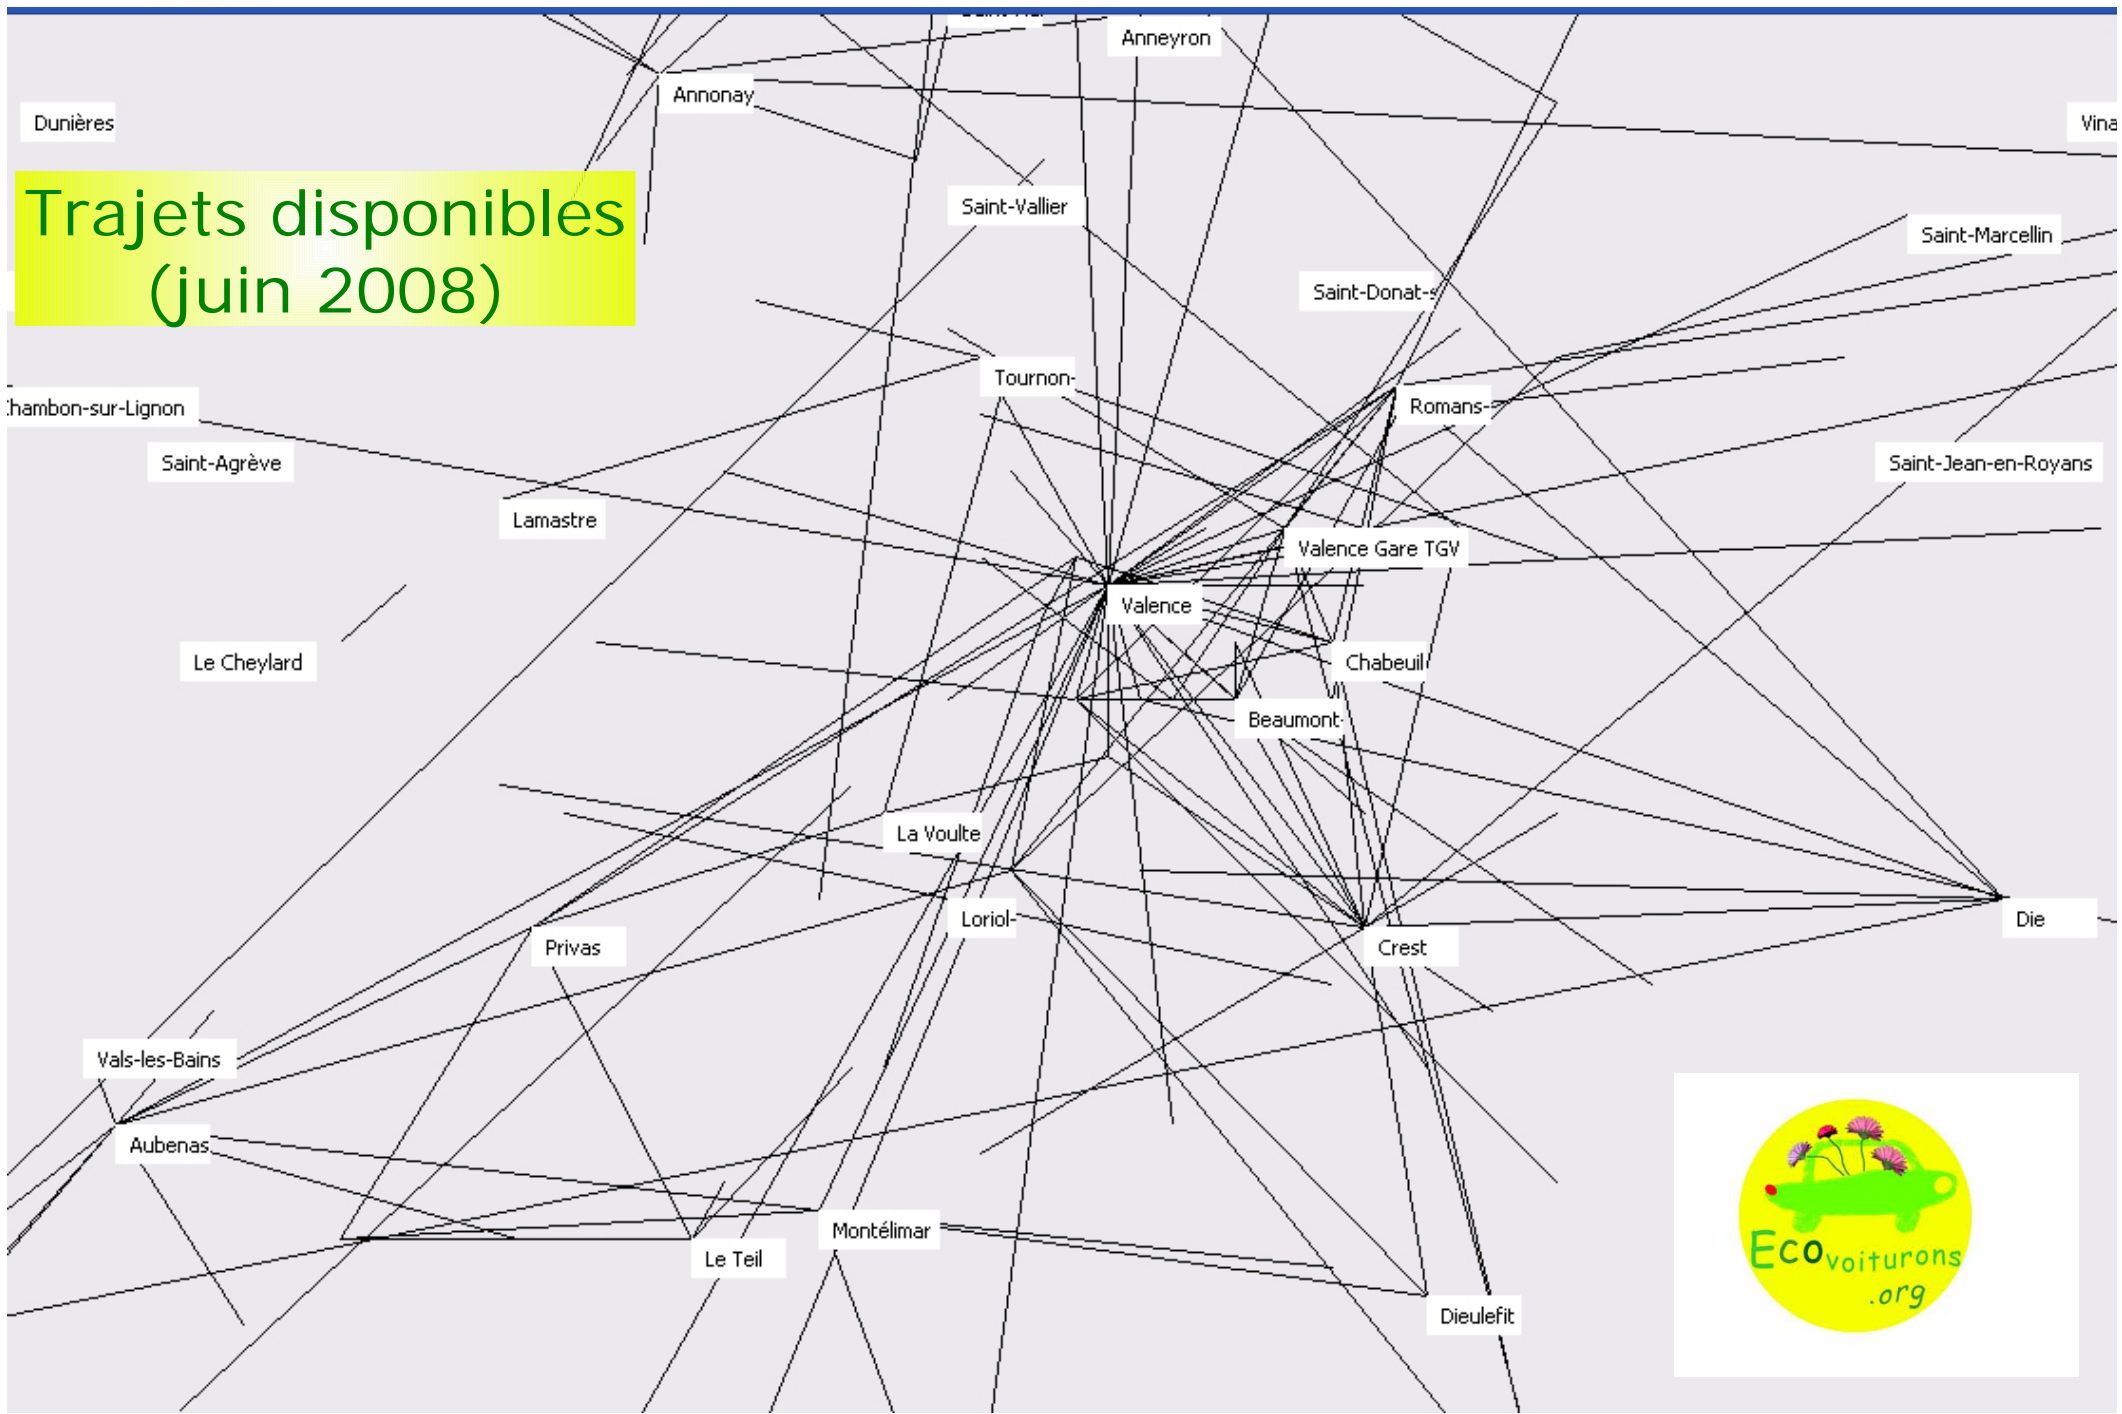 Anneyron
Annonay
Dunières
Trajets disponibles
(juin 2008)
Saint-Vallier
Saint-Marcellin
Saint-Donat-s
Tournon-
Romans-
Chambon-sur-Lignon
Saint-Agrève
Saint-Jean-en-Royans
Lamastre
Valence Gare TGV
Valence
Le Cheylard
Chabeuil
Beaumont-
La Voulte
Loriol-
Die
Privas
Crest
Vals-les-Bains
Aubenas
Montélimar
Le Teil
Dieulefit
Ecovoiturons
.org